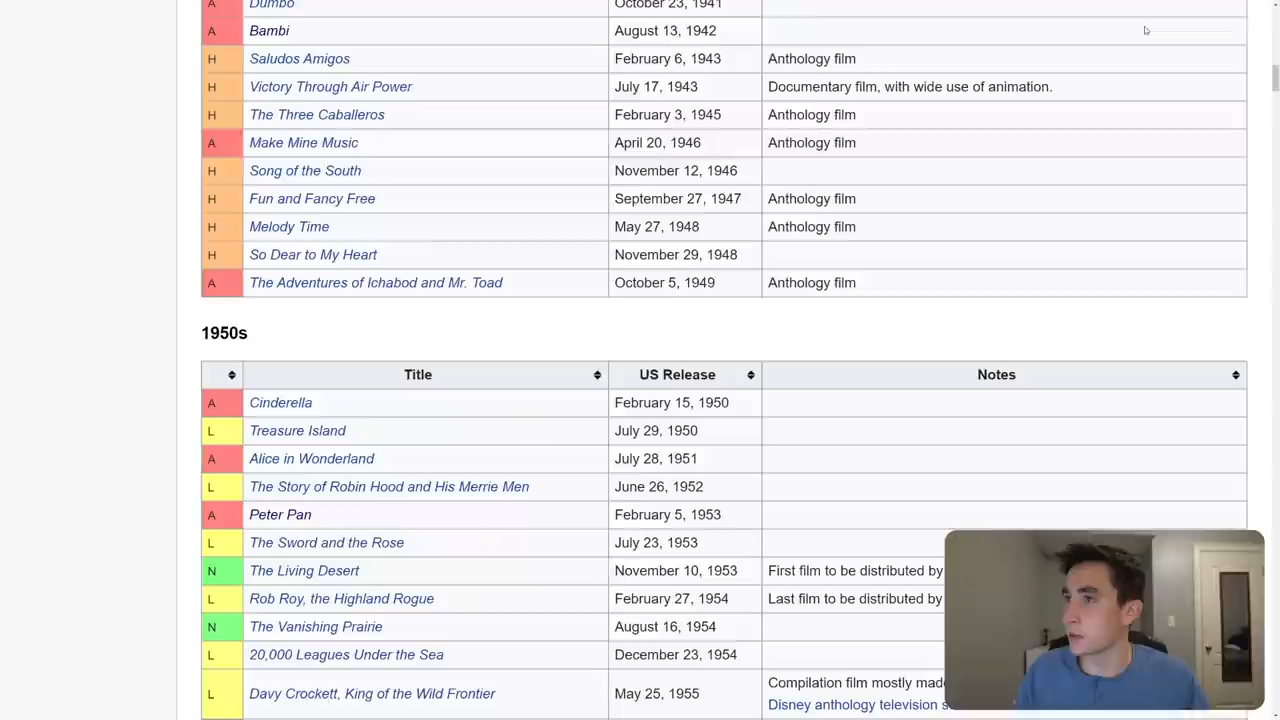 A Dumbo October 23, 1941
A Bambi August 13, 1942
H Saludos Amigos February 6, 1943 Anthology film
H Victory Through Air Power July 17, 1943 Documentary film, with wide use of animation.
H The Three Caballeros February 3, 1945 Anthology film
A Make Mine Music April 20, 1946 Anthology film
H Song of the South November 12, 1946
H Fun and Fancy Free September 27, 1947 Anthology film
H Melody Time May 27, 1948 Anthology film
H So Dear to My Heart November 29, 1948
A The Adventures of Ichabod and Mr. Toad October 5, 1949 Anthology film
1950s
Title US Release Notes
A Cinderella February 15, 1950
L Treasure Island July 29, 1950
A Alice in Wonderland July 28, 1951
L The Story of Robin Hood and His Merrie Men June 26, 1952
A Peter Pan February 5, 1953
L The Sword and the Rose July 23, 1953
N The Living Desert November 10, 1953 First film to be distributed by
L Rob Roy, the Highland Rogue February 27, 1954 Last film to be distributed by
N The Vanishing Prairie August 16, 1954
L 20,000 Leagues Under the Sea December 23, 1954
L Davy Crockett, King of the Wild Frontier May 25, 1955 Compilation film mostly made
Disney anthology television s